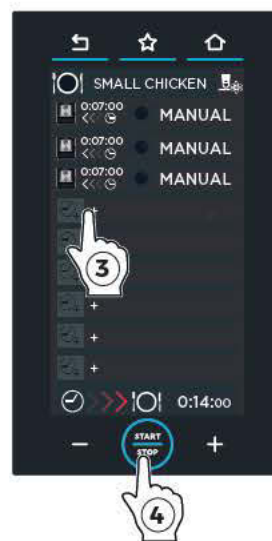 SMALL CHICKEN
0:07:00 MANUAL
0:07:00 MANUAL
0:07:00 MANUAL
+
3
+
+
+
0:14:00
− START STOP +
4